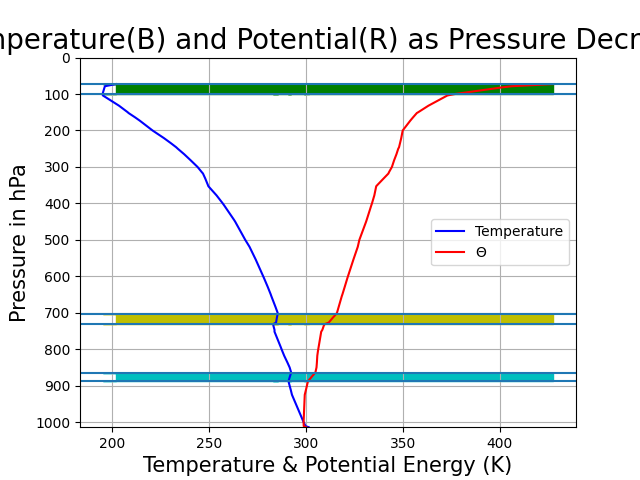 nperature(B) and Potential(R) as Pressure Decr
0
100
200
300
400
500
600
700
800
900
1000
Pressure in hPa
Temperature
Θ
200 250 300 350 400
Temperature & Potential Energy (K)